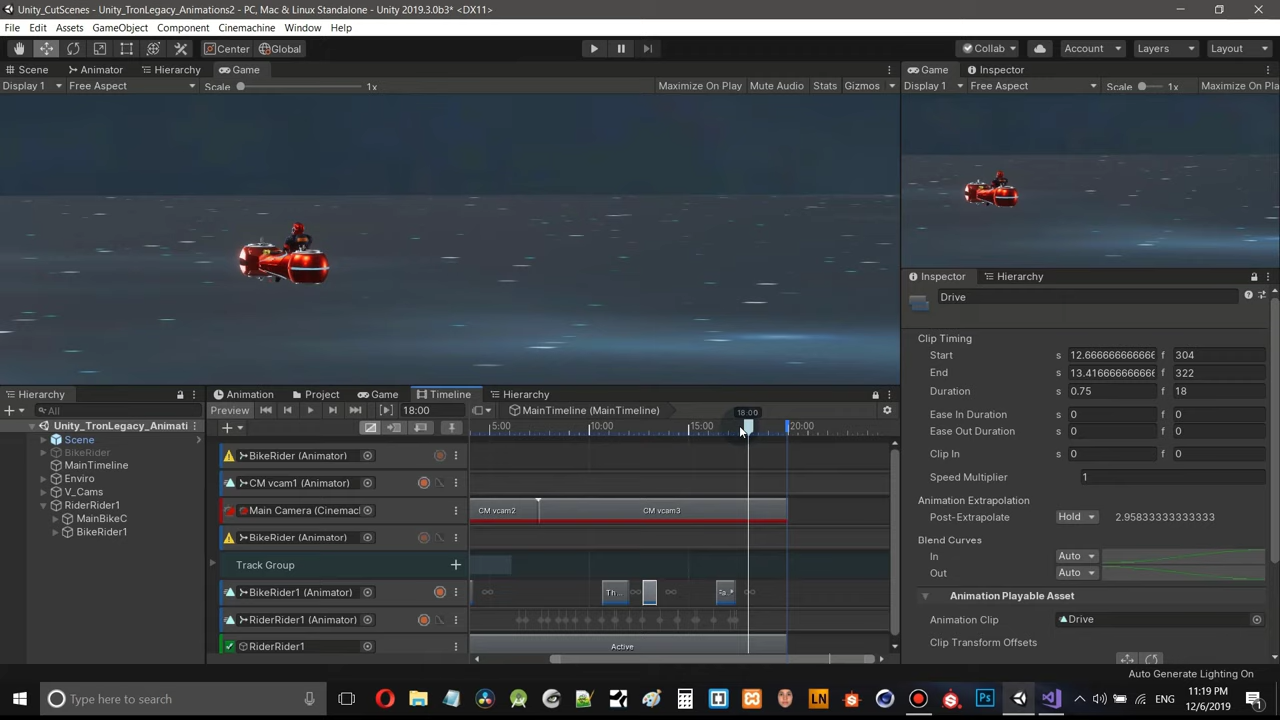 Unity_CutScenes - Unity_TronLegacy_Animations2 - PC, Mac & Linux Standalone - Unity 2019.3.0b3* <DX11>
File Edit Assets GameObject Component Cinemachine Window Help
Center Global Collab Account Layers Layout
Scene Animator Hierarchy Game
Display 1 Free Aspect Scale 1x Maximize On Play Mute Audio Stats Gizmos
Game Inspector
Display 1 Free Aspect Scale 1x Maximize On Pla
Inspector Hierarchy
Drive
Clip Timing
Start s 12.666666666666 f 304
End s 13.41666666666 f 322
Duration s 0.75 f 18
Ease In Duration s 0 f 0
Ease Out Duration s 0 f 0
Clip In s 0 f 0
Speed Multiplier 1
Animation Extrapolation
Post-Extrapolate Hold 2.95833333333333
Blend Curves
In Auto
Out Auto
Animation Playable Asset
Animation Clip Drive
Clip Transform Offsets
Auto Generate Lighting On
Hierarchy
All
Unity_TronLegacy_Animati
Scene
BikeRider
MainTimeline
Enviro
V_Cams
RiderRider1
MainBikeC
BikeRider1
Animation Project Game Timeline Hierarchy
Preview 18:00 MainTimeline (MainTimeline)
18:00
5:00 10:00 15:00 20:00
BikeRider (Animator)
CM vcam1 (Animator)
Main Camera (Cinemac CM vcam2 CM vcam3
BikeRider (Animator)
Track Group
BikeRider1 (Animator) Th...
RiderRider1 (Animator)
RiderRider1 Active
Type here to search
ENG
11:19 PM
12/6/2019